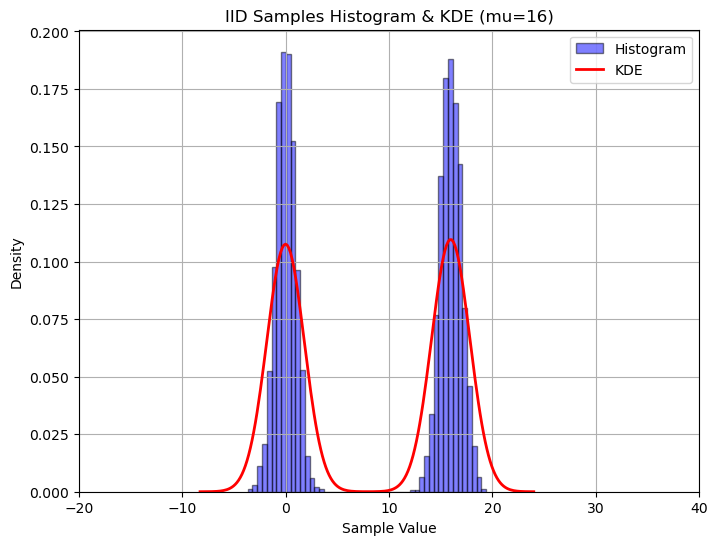 IID Samples Histogram & KDE (mu=16)
Histogram
KDE
Density
0.200
0.175
0.150
0.125
0.100
0.075
0.050
0.025
0.000
−20 −10 0 10 20 30 40
Sample Value